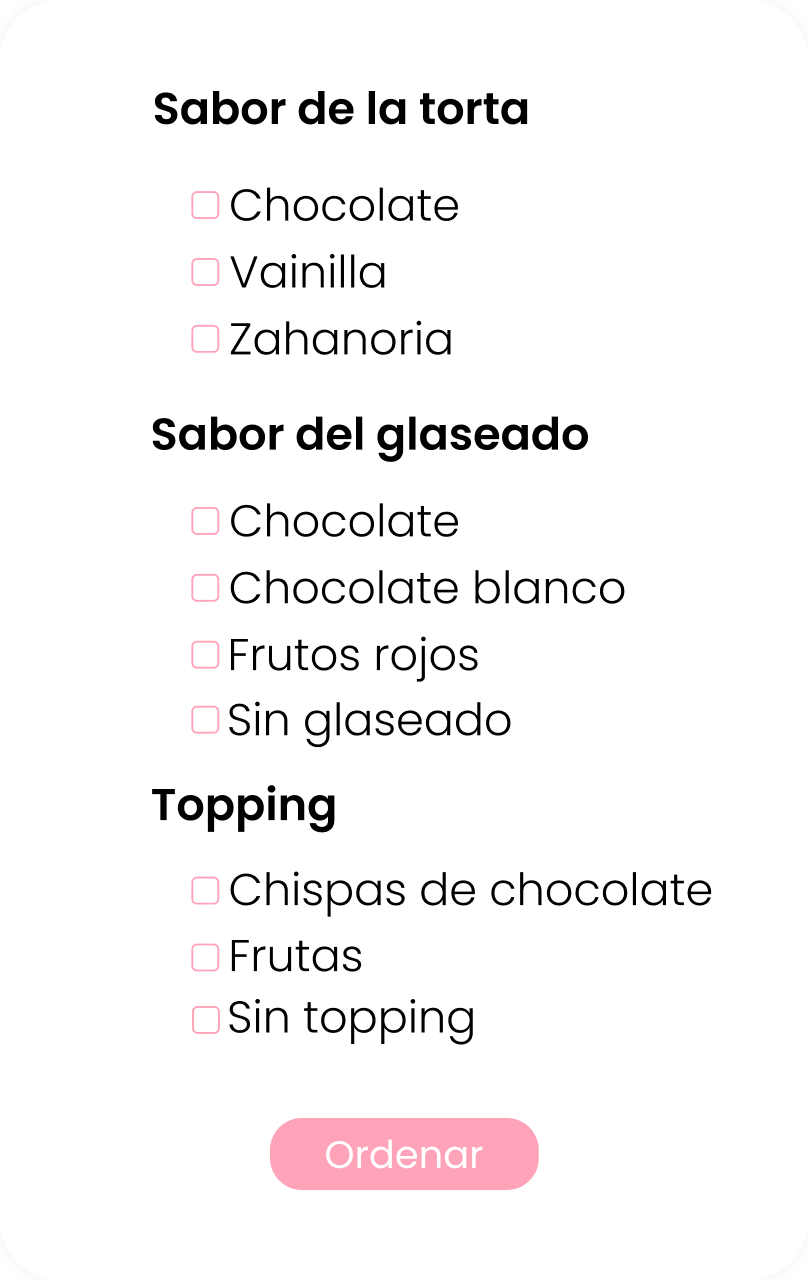 Sabor de la torta
Chocolate
Vainilla
Zahanoria
Sabor del glaseado
Chocolate
Chocolate blanco
Frutos rojos
Sin glaseado
Topping
Chispas de chocolate
Frutas
Sin topping
Ordenar